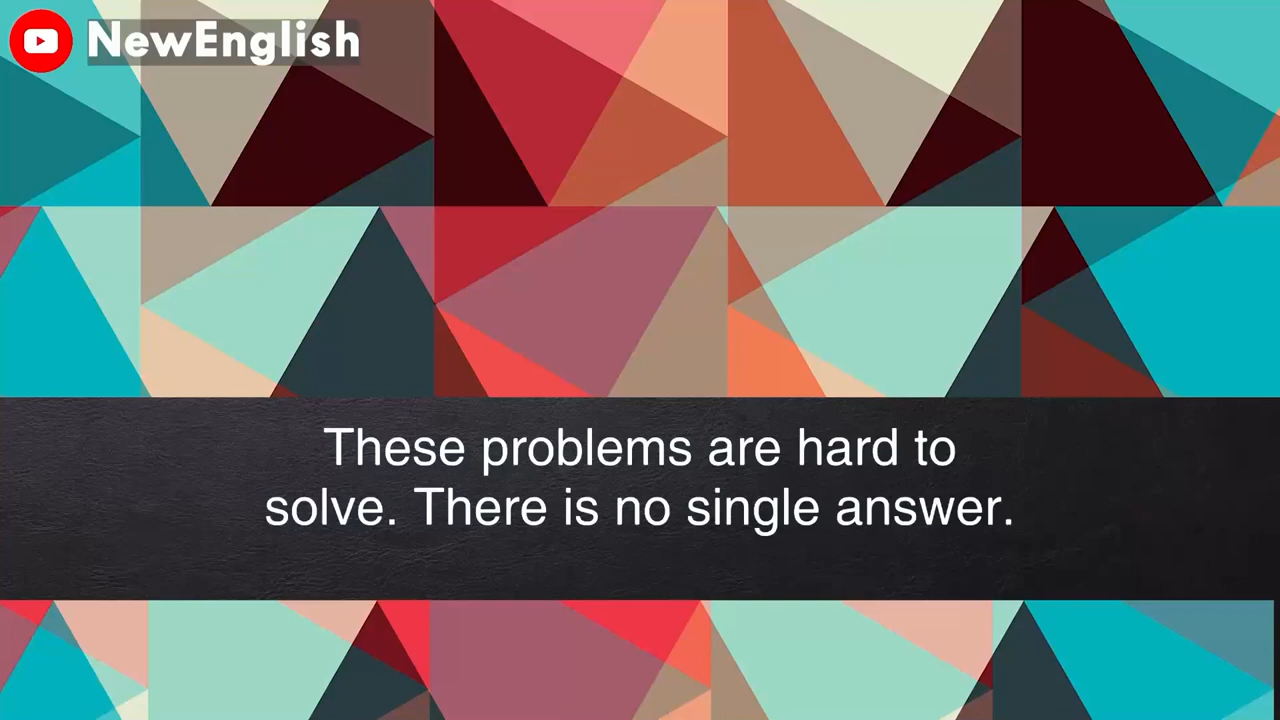 NewEnglish
These problems are hard to
solve. There is no single answer.